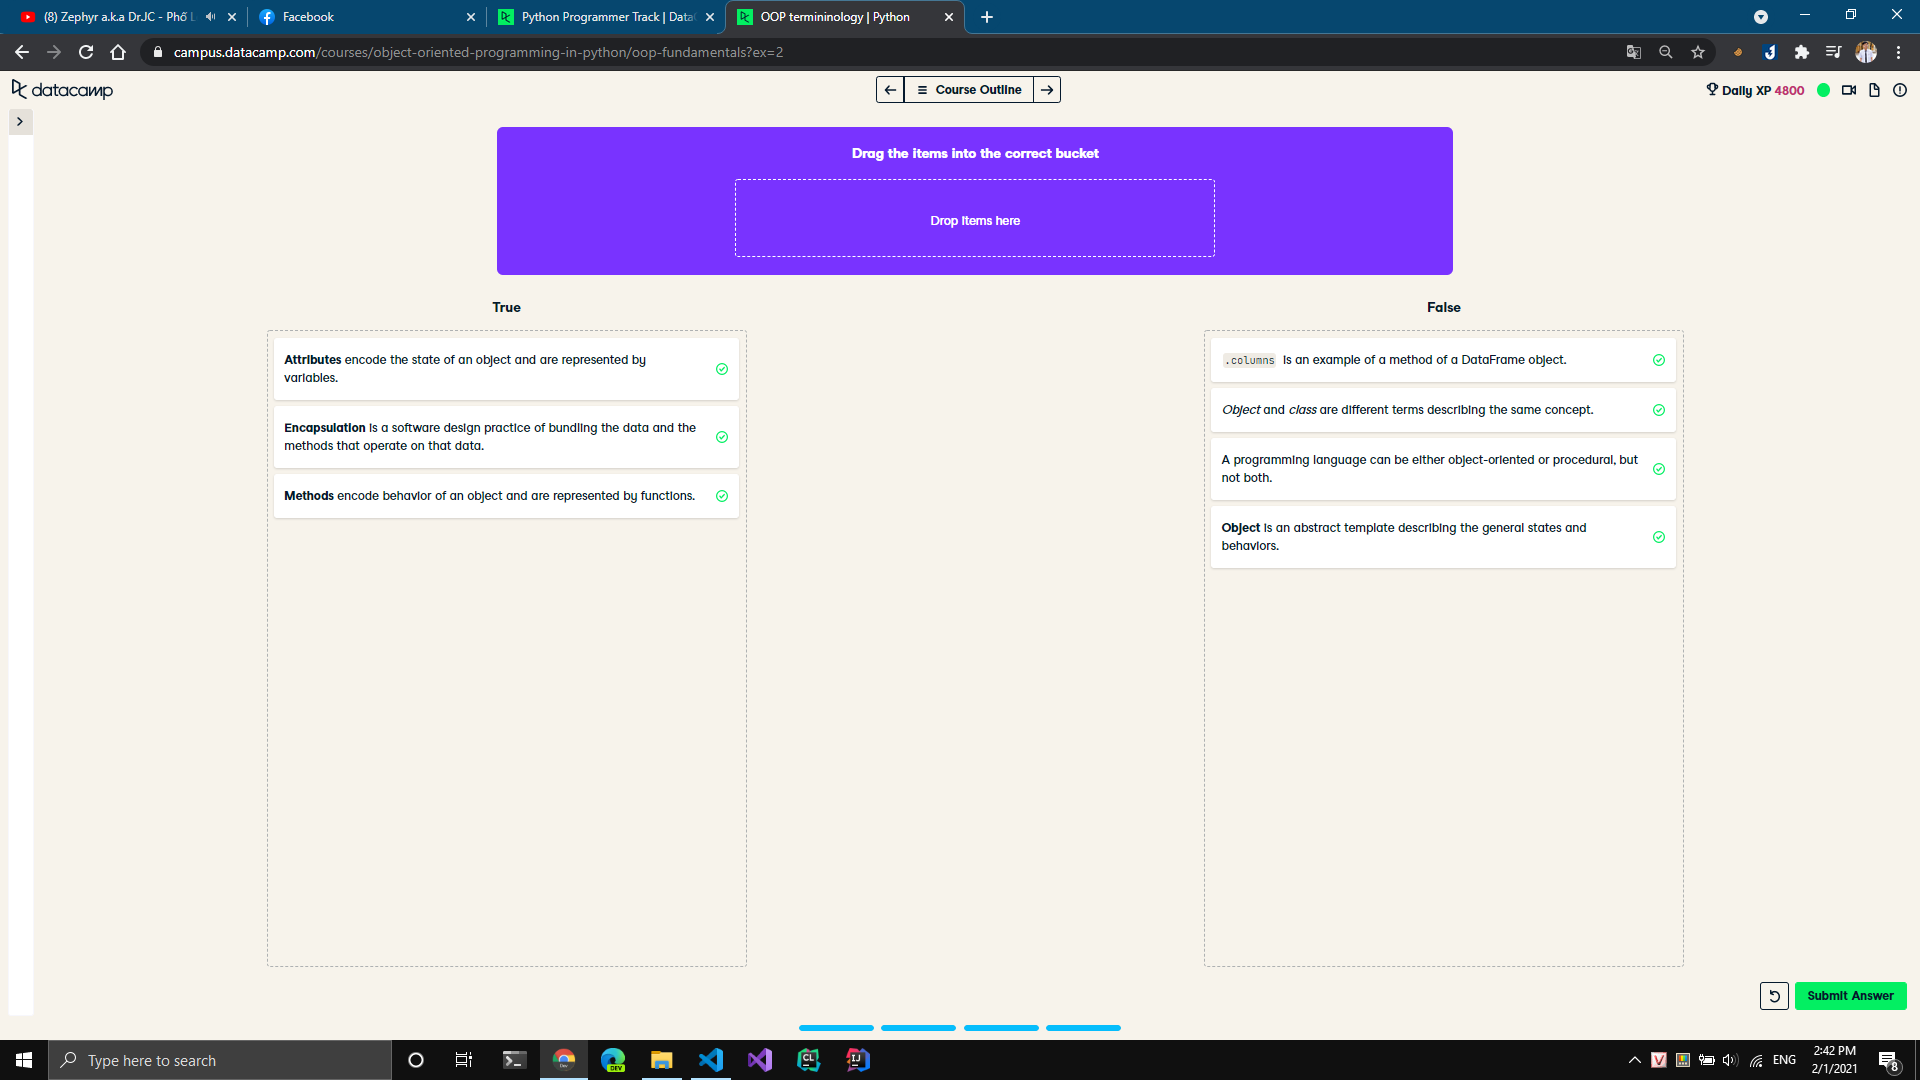 (8) Zephyr a.k.a Dr.JC - Phố
Facebook
Python Programmer Track | Data
OOP termininology | Python
campus.datacamp.com/courses/object-oriented-programming-in-python/oop-fundamentals?ex=2
datacamp
Course Outline
Daily XP 4800
Drag the items into the correct bucket
Drop items here
True
False
Attributes encode the state of an object and are represented by
variables.
Encapsulation is a software design practice of bundling the data and the
methods that operate on that data.
Methods encode behavior of an object and are represented by functions.
.columns is an example of a method of a DataFrame object.
Object and class are different terms describing the same concept.
A programming language can be either object-oriented or procedural, but
not both.
Object is an abstract template describing the general states and
behaviors.
Submit Answer
Type here to search
DEV
CL
IJ
V
ENG
2:42 PM
2/1/2021
8